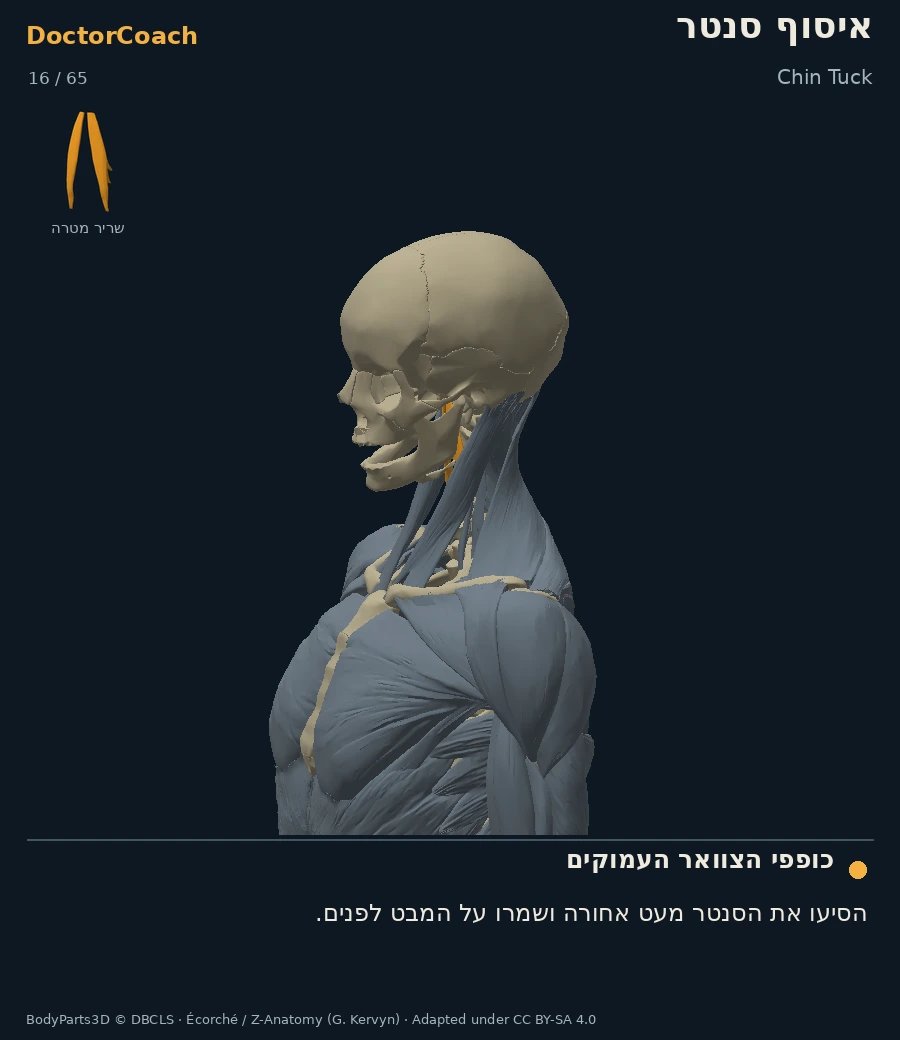 DoctorCoach
איסוף סנטר
16 / 65
Chin Tuck
שריר מטרה
כופפי הצוואר העמוקים
הסיעו את הסנטר מעט אחורה ושמרו על המבט לפנים.
BodyParts3D © DBCLS · Écorché / Z-Anatomy (G. Kervyn) · Adapted under CC BY-SA 4.0